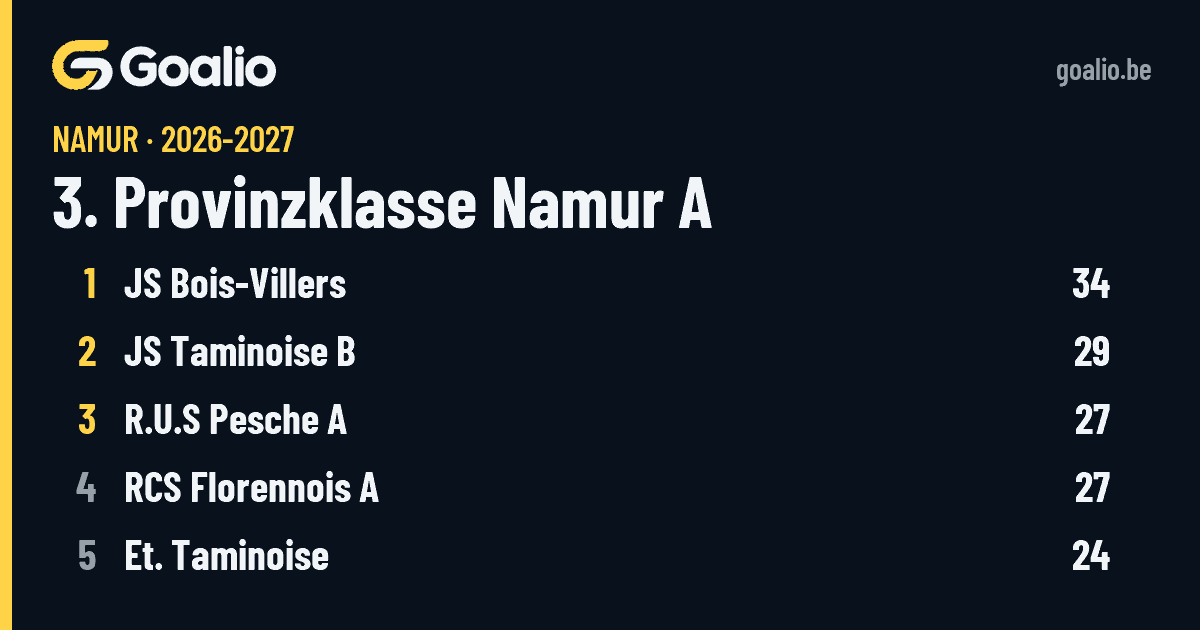 Goalio
goalio.be
NAMUR · 2026-2027
3. Provinzklasse Namur A
1 JS Bois-Villers 34
2 JS Taminoise B 29
3 R.U.S Pesche A 27
4 RCS Florennois A 27
5 Et. Taminoise 24